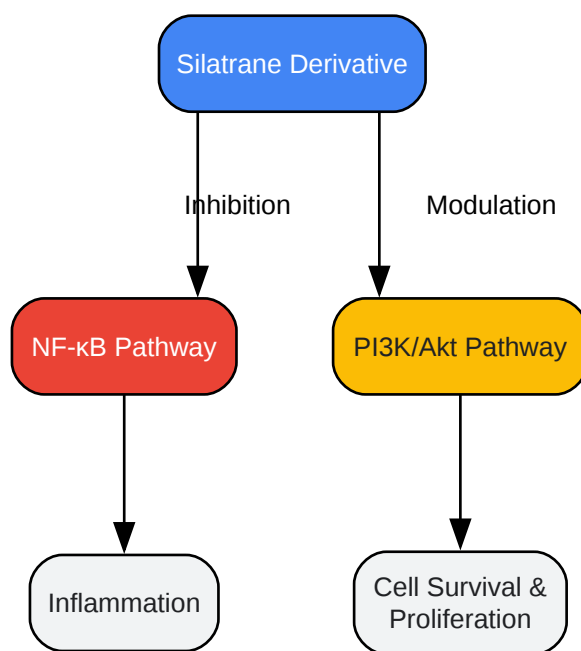 Silatrane Derivative
Inhibition
Modulation
NF-κB Pathway
PI3K/Akt Pathway
Inflammation
Cell Survival &
Proliferation